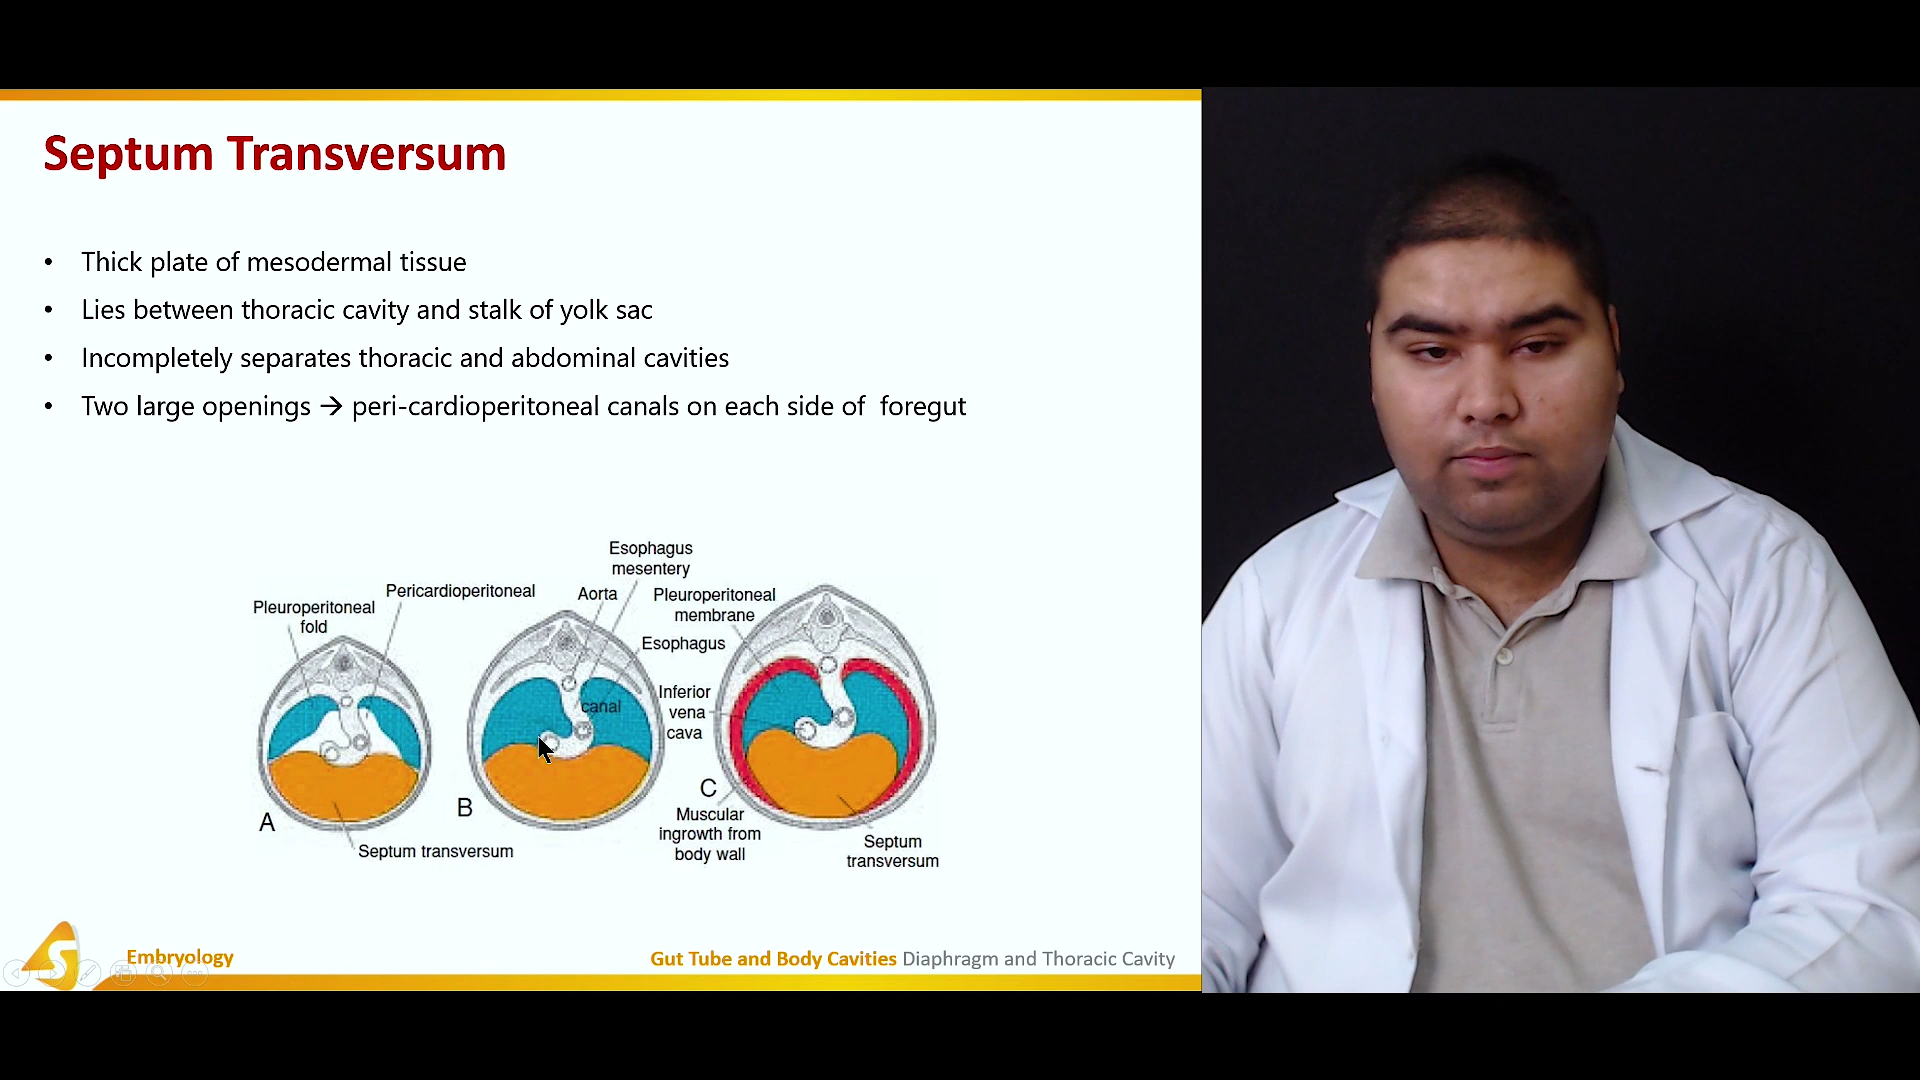 Septum Transversum
• Thick plate of mesodermal tissue
• Lies between thoracic cavity and stalk of yolk sac
• Incompletely separates thoracic and abdominal cavities
• Two large openings → peri-cardioperitoneal canals on each side of  foregut
Pleuroperitoneal
fold
Pericardioperitoneal
A
Septum transversum
Esophagus
mesentery
Aorta
Esophagus
canal
B
Pleuroperitoneal
membrane
Inferior
vena
cava
C
Muscular
ingrowth from
body wall
Septum
transversum
S
Embryology
Gut Tube and Body Cavities Diaphragm and Thoracic Cavity